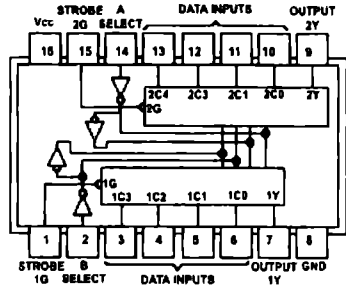 STROBE A DATA INPUTS OUTPUT
Vcc 2G SELECT 2Y
16 15 14 13 12 11 10 9
2C4 2C3 2C1 2C0 2Y
2G
1G
1C3 1C2 1C1 1C0 1Y
1 2 3 4 5 6 7 8
STROBE B DATA INPUTS OUTPUT GND
1G SELECT 1Y